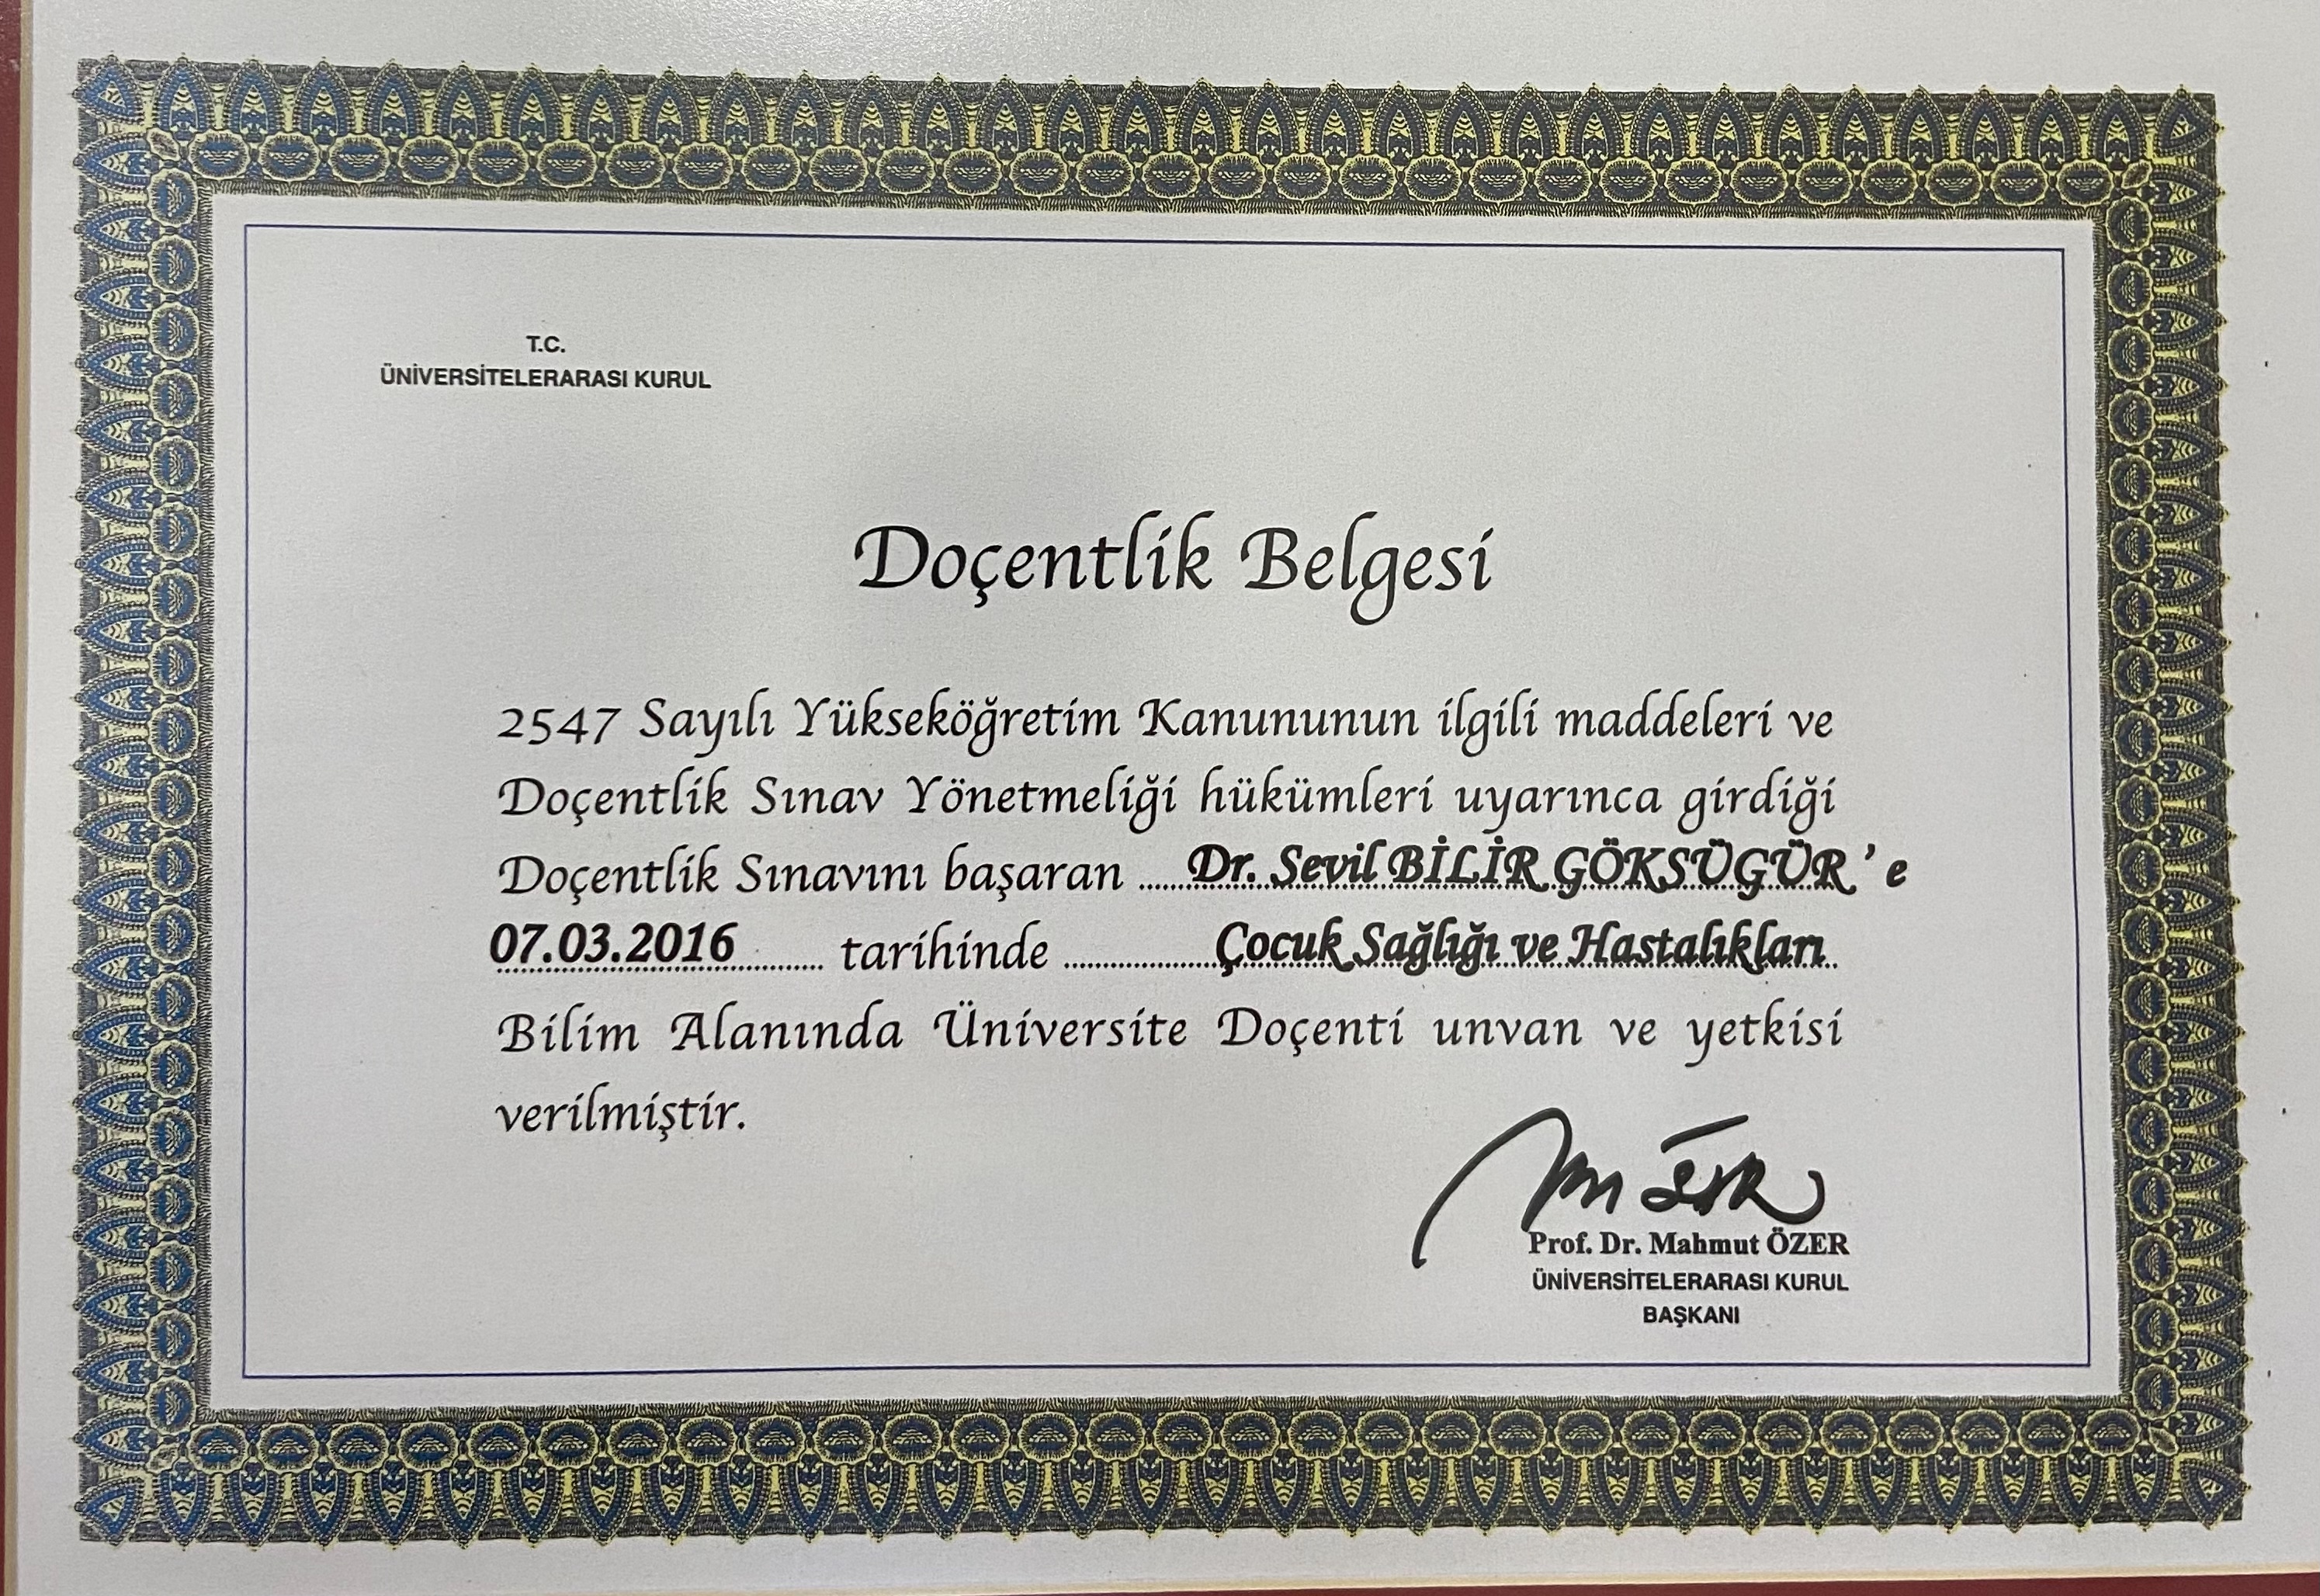 T.C.
ÜNİVERSİTELERARASI KURUL
Doçentlik Belgesi
2547 Sayılı Yükseköğretim Kanununun ilgili maddeleri ve
Doçentlik Sınav Yönetmeliği hükümleri uyarınca girdiği
Doçentlik Sınavını başaran ..... Dr. Sevil BİLİR GÖKSÜGÜR ' e
07.03.2016 ........... tarihinde .................... Çocuk Sağlığı ve Hastalıkları
Bilim Alanında Üniversite Doçenti unvan ve yetkisi
verilmiştir.
Prof. Dr. Mahmut ÖZER
ÜNİVERSİTELERARASI KURUL
BAŞKANI